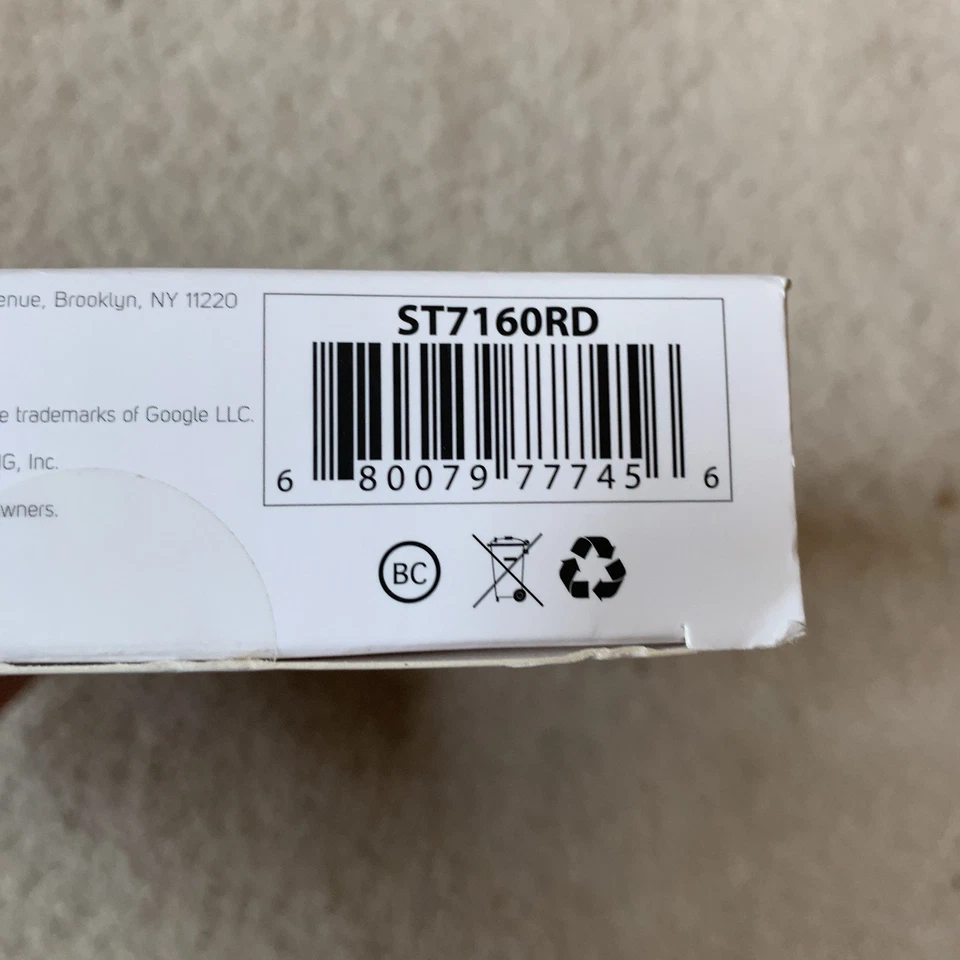 enue, Brooklyn, NY 11220
ST7160RD
e trademarks of Google LLC.
G, Inc.
wners.
6 80079 77745 6
BC